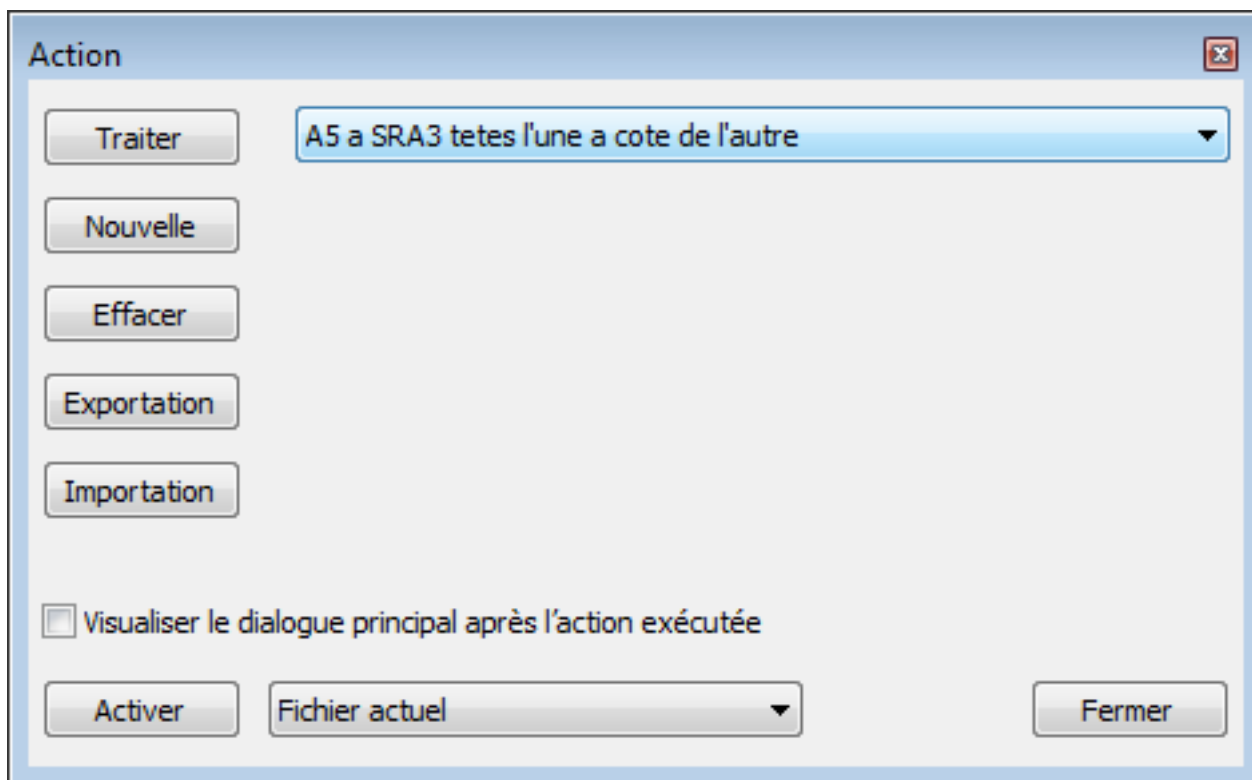 Action
Traiter
A5 a SRA3 tetes l'une a cote de l'autre
Nouvelle
Effacer
Exportation
Importation
Visualiser le dialogue principal après l’action exécutée
Activer
Fichier actuel
Fermer